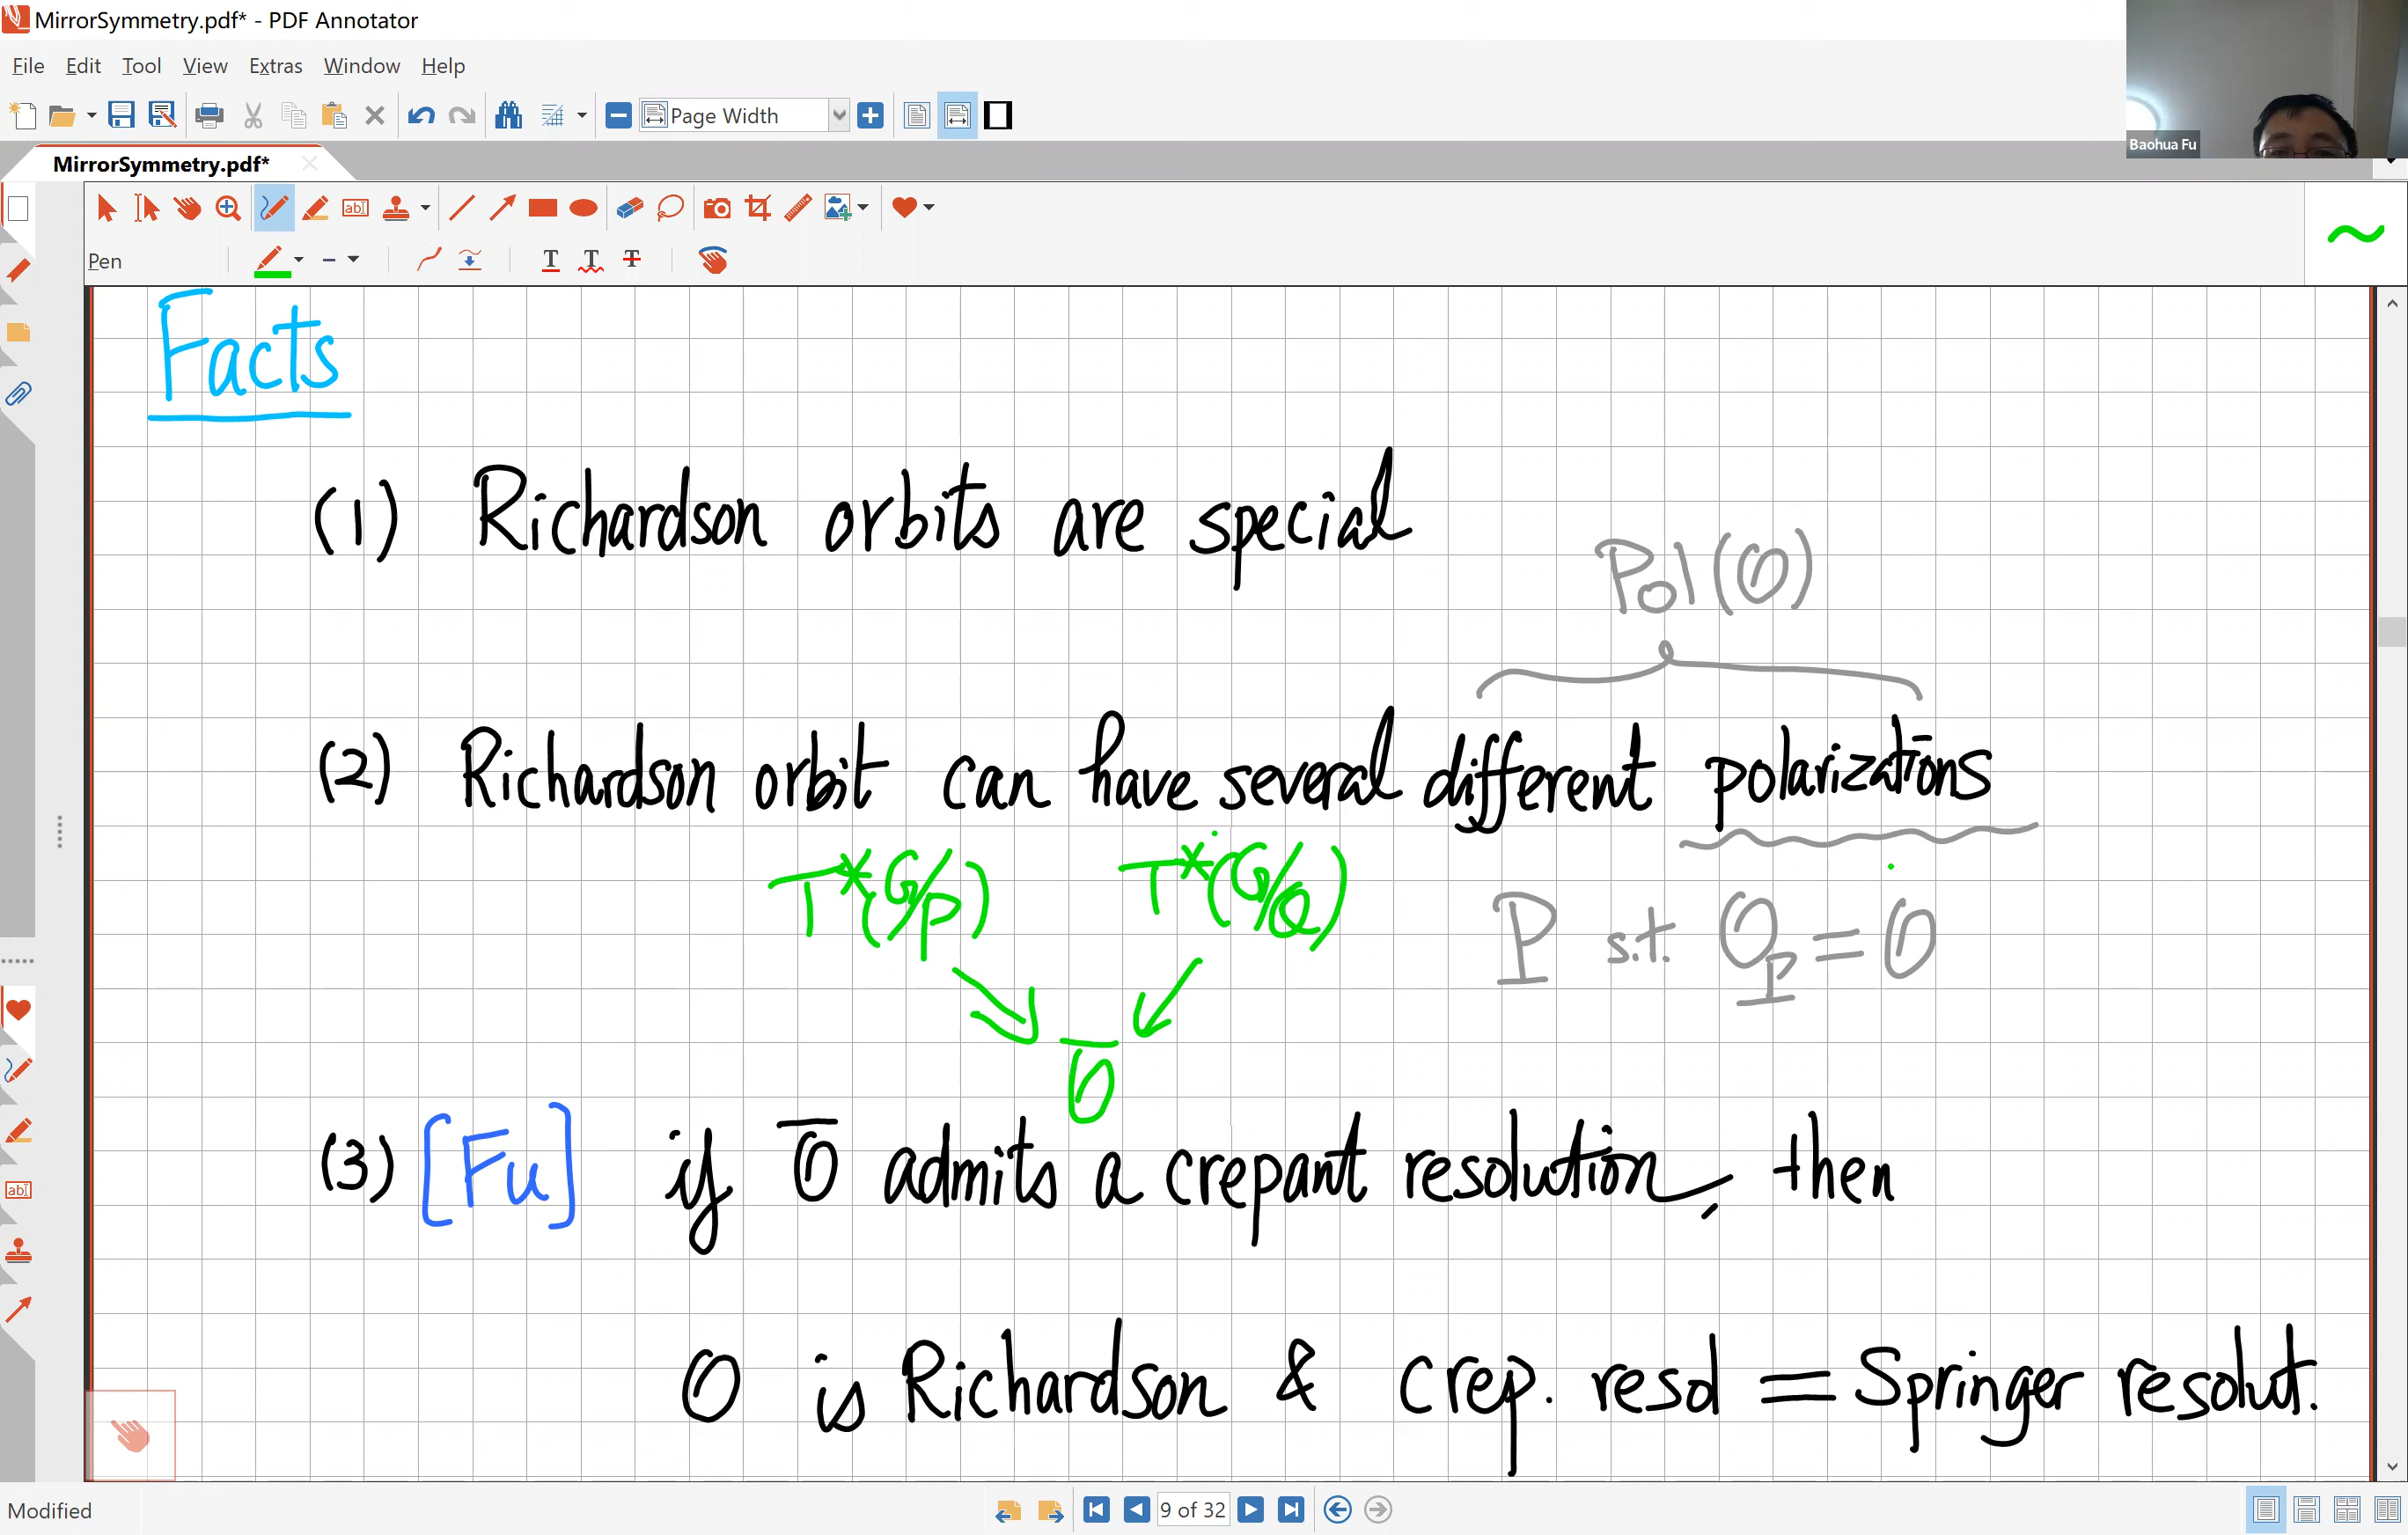 MirrorSymmetry.pdf* - PDF Annotator
File Edit Tool View Extras Window Help
Page Width
Baohua Fu
MirrorSymmetry.pdf*
Pen
Facts
(1) Richardson orbits are special
Pol(O)
(2) Richardson orbit can have several different polarizations
T*(G/P) T*(G/Q)
P s.t. O_P = O
O̅
(3) [Fu] if O̅ admits a crepant resolution, then
O is Richardson & crep. resol = Springer resolut.
Modified
9 of 32